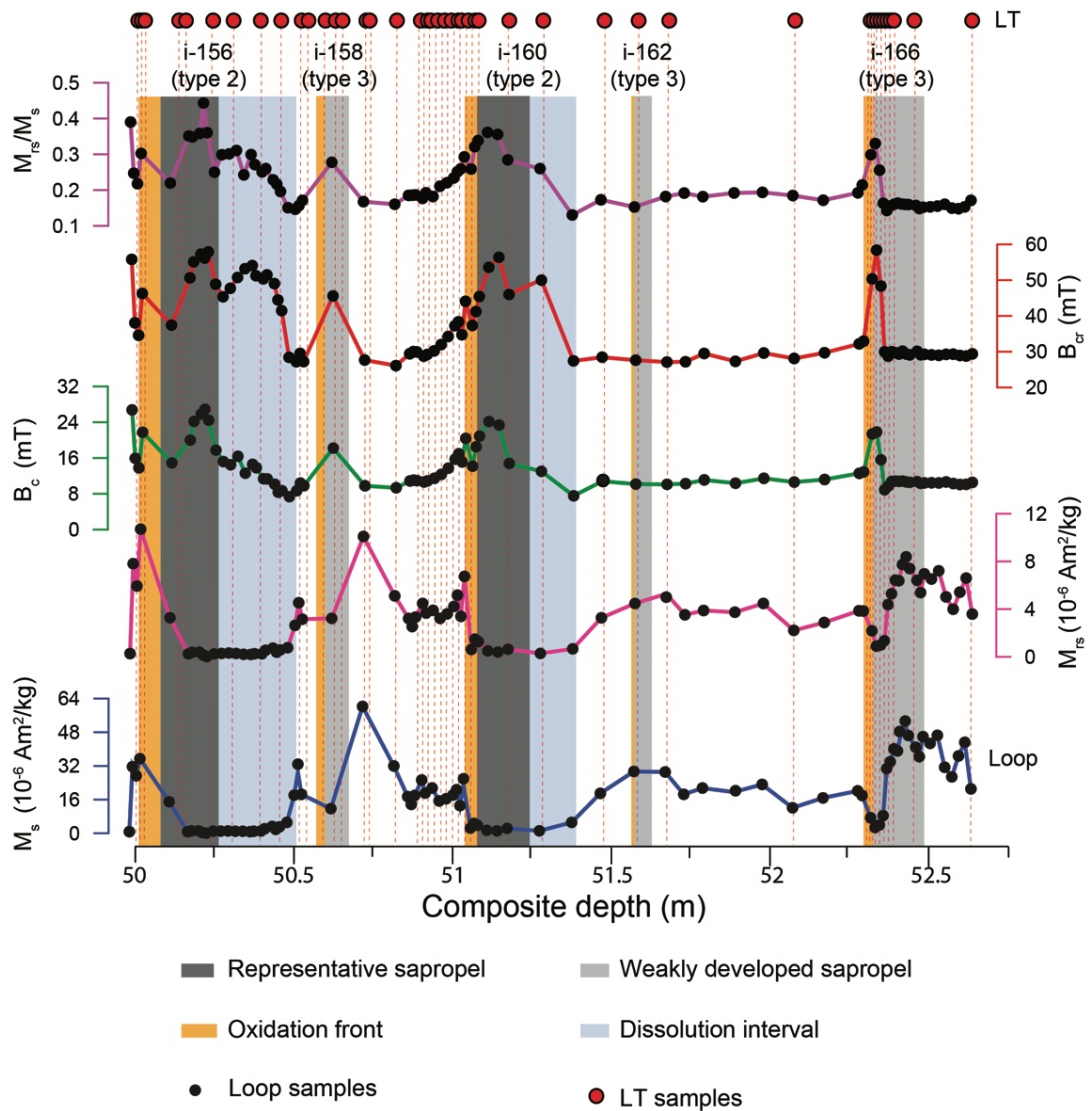 LT
i-156 i-158 i-160 i-162 i-166
(type 2) (type 3) (type 2) (type 3) (type 3)
0.5
0.4
0.3
0.2
0.1
Mrs/Ms
60
50
40
30
20
Bcr (mT)
32
24
16
8
0
Bc (mT)
12
8
4
0
Mrs (10-6 Am2/kg)
64
48
32
16
0
Ms (10-6 Am2/kg)
Loop
50 50.5 51 51.5 52 52.5
Composite depth (m)
Representative sapropel Weakly developed sapropel
Oxidation front Dissolution interval
Loop samples LT samples